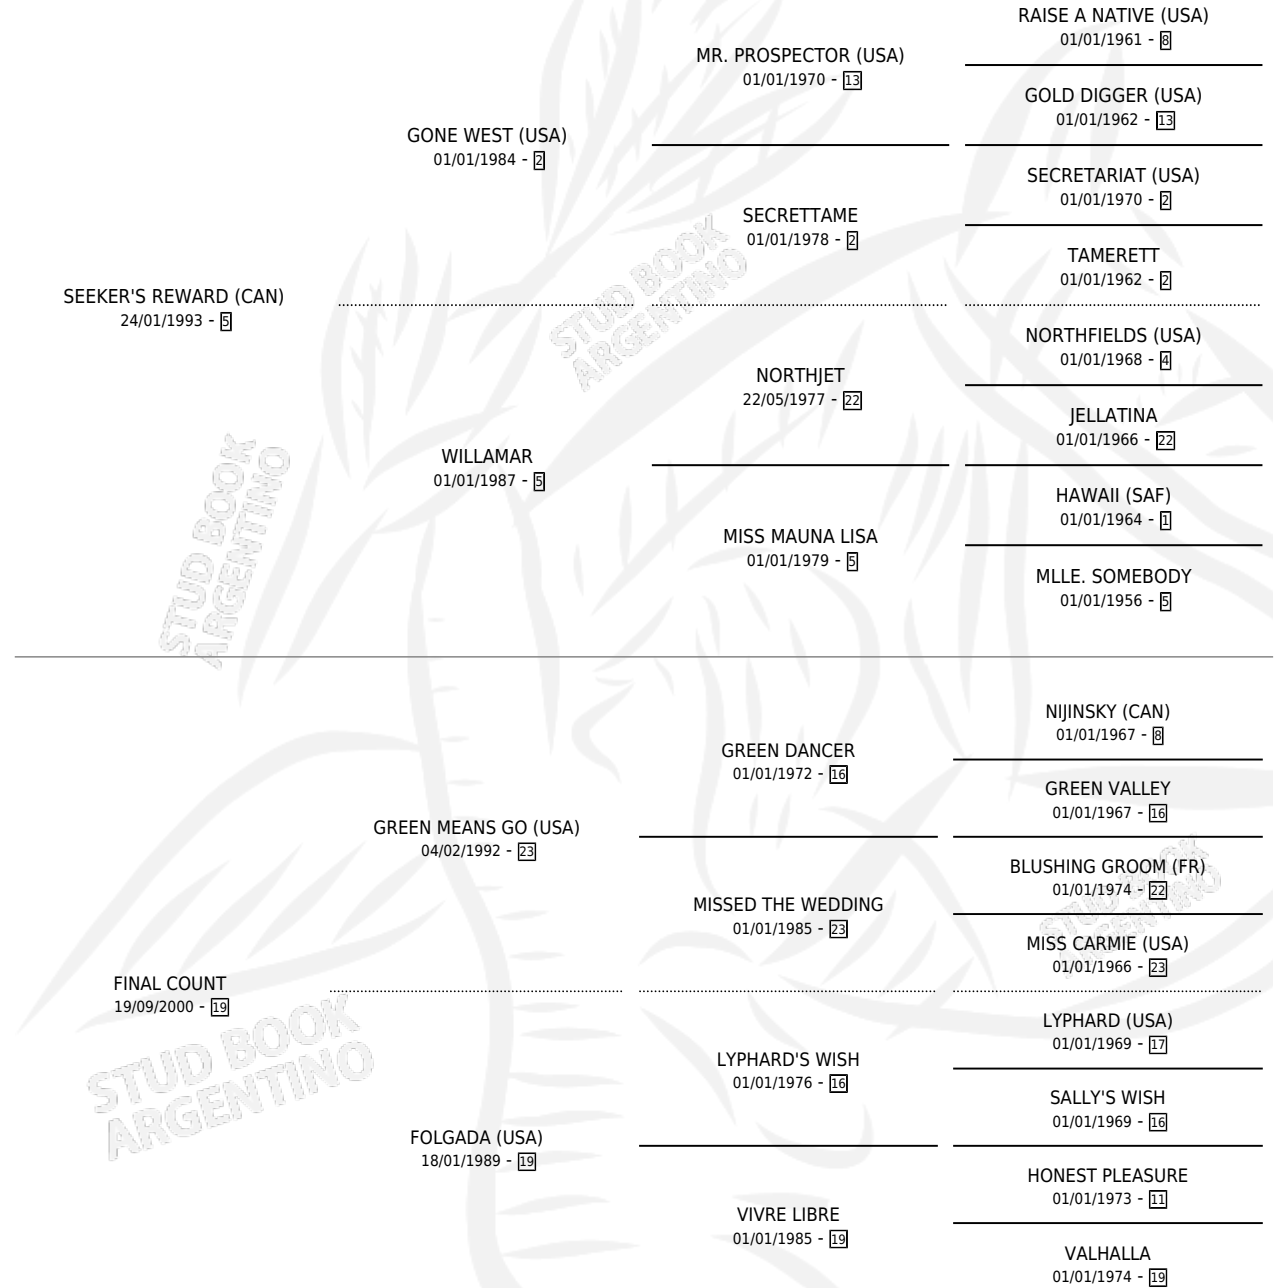 RAISE A NATIVE (USA)
01/01/1961 - 8
MR. PROSPECTOR (USA)
01/01/1970 - 13
GOLD DIGGER (USA)
01/01/1962 - 13
GONE WEST (USA)
01/01/1984 - 2
SECRETARIAT (USA)
01/01/1970 - 2
SECRETTAME
01/01/1978 - 2
TAMERETT
01/01/1962 - 2
SEEKER'S REWARD (CAN)
24/01/1993 - 5
NORTHFIELDS (USA)
01/01/1968 - 4
NORTHJET
22/05/1977 - 22
JELLATINA
01/01/1966 - 22
WILLAMAR
01/01/1987 - 5
HAWAII (SAF)
01/01/1964 - 1
MISS MAUNA LISA
01/01/1979 - 5
MLLE. SOMEBODY
01/01/1956 - 5
STUD BOOK
ARGENTINO
STUD BOOK
ARGENTINO
NIJINSKY (CAN)
01/01/1967 - 8
GREEN DANCER
01/01/1972 - 16
GREEN VALLEY
01/01/1967 - 16
GREEN MEANS GO (USA)
04/02/1992 - 23
BLUSHING GROOM (FR)
01/01/1974 - 22
MISSED THE WEDDING
01/01/1985 - 23
MISS CARMIE (USA)
01/01/1966 - 23
FINAL COUNT
19/09/2000 - 19
LYPHARD (USA)
01/01/1969 - 17
LYPHARD'S WISH
01/01/1976 - 16
SALLY'S WISH
01/01/1969 - 16
FOLGADA (USA)
18/01/1989 - 19
HONEST PLEASURE
01/01/1973 - 11
VIVRE LIBRE
01/01/1985 - 19
VALHALLA
01/01/1974 - 19
STUD BOOK
ARGENTINO
STUD BOOK
ARGENTINO